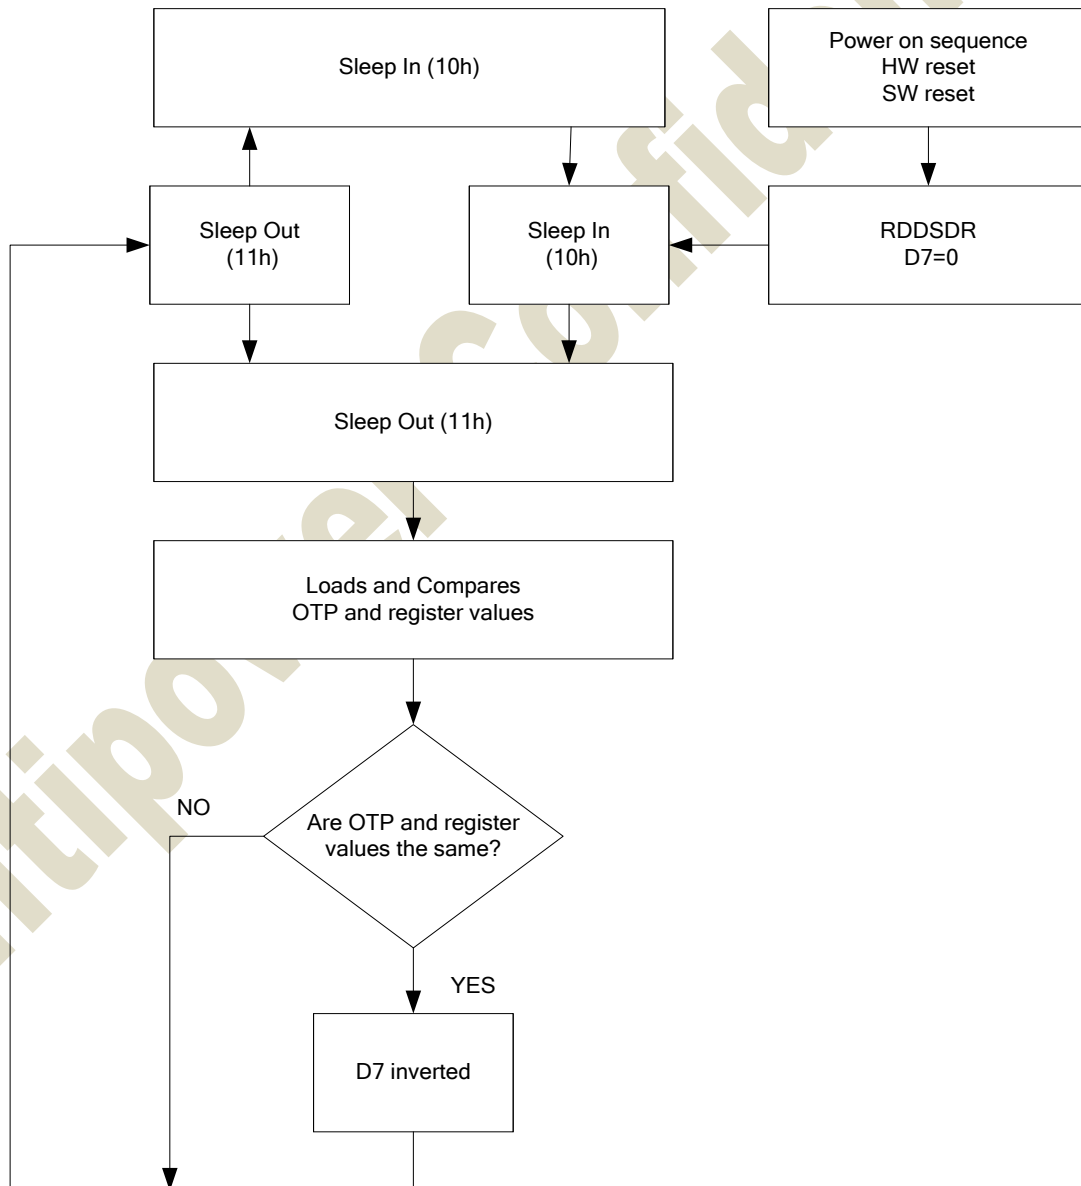 Sleep In (10h)
Power on sequence
HW reset
SW reset
Sleep Out
(11h)
Sleep In
(10h)
RDDSDR
D7=0
Sleep Out (11h)
Loads and Compares
OTP and register values
NO
Are OTP and register
values the same?
YES
D7 inverted